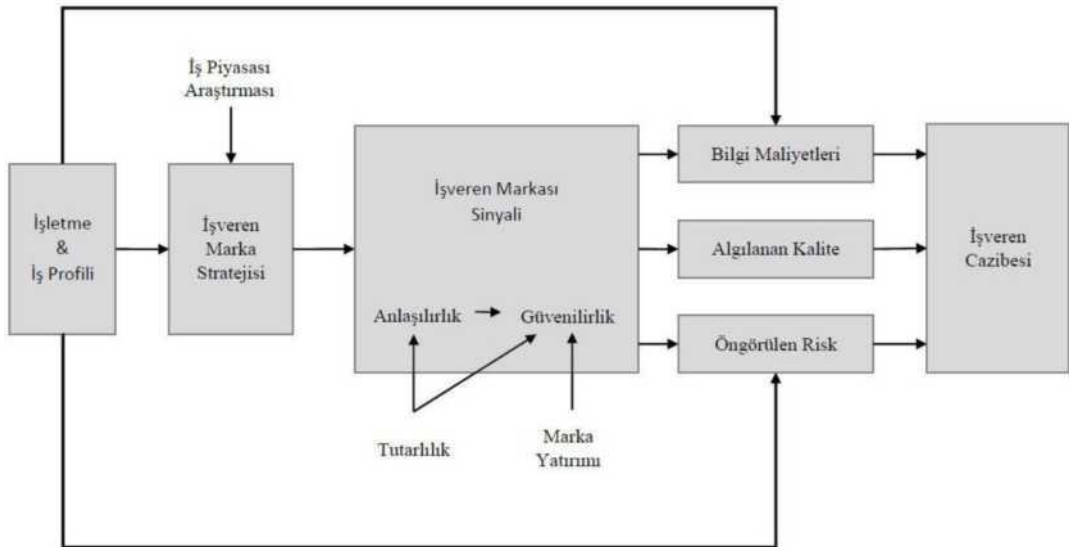 İş Piyasası
Araştırması
İşletme
&
İş Profili
İşveren
Marka
Stratejisi
İşveren Markası
Sinyali
Anlaşılırlık
Güvenilirlik
Tutarlılık
Marka
Yatırımı
Bilgi Maliyetleri
Algılanan Kalite
Öngörülen Risk
İşveren
Cazibesi